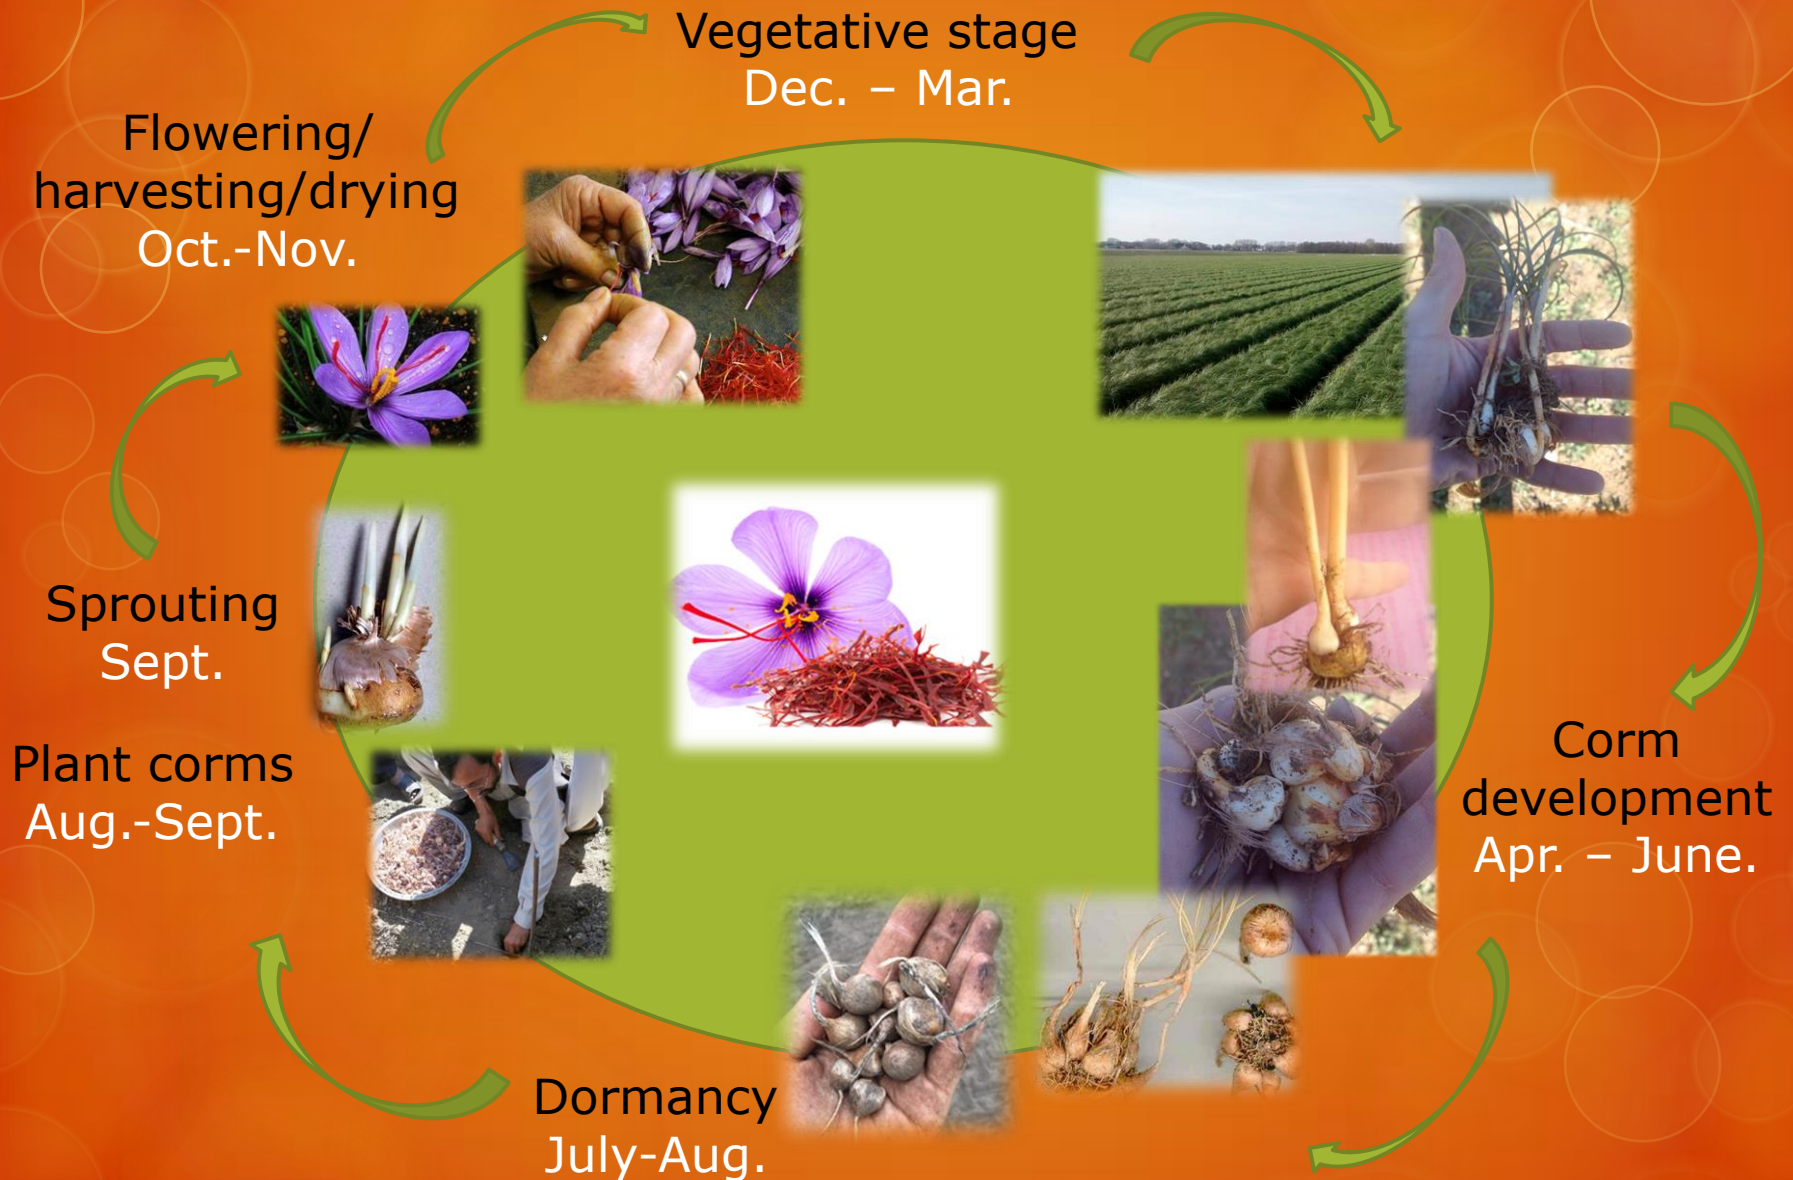 Vegetative stage
Dec. – Mar.
Flowering/
harvesting/drying
Oct.-Nov.
Sprouting
Sept.
Plant corms
Aug.-Sept.
Corm
development
Apr. – June.
Dormancy
July-Aug.